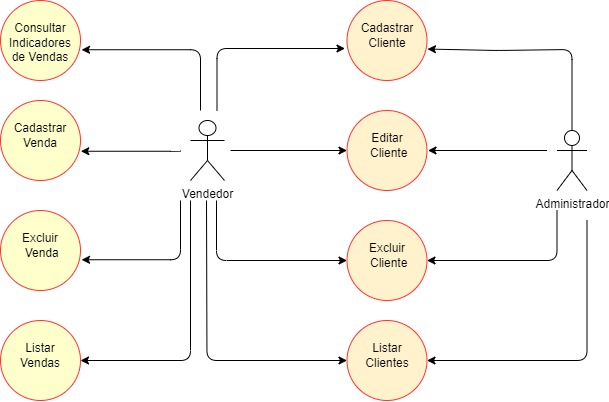 Consultar
Indicadores
de Vendas
Cadastrar
Cliente
Cadastrar
Venda
Editar
Cliente
Vendedor
Administrador
Excluir
Venda
Excluir
Cliente
Listar
Vendas
Listar
Clientes